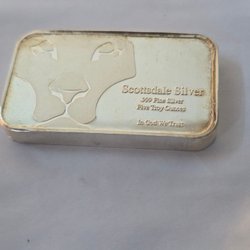 Scottsdale Silver
.999 Fine Silver
Five Troy Ounces
In God We Trust